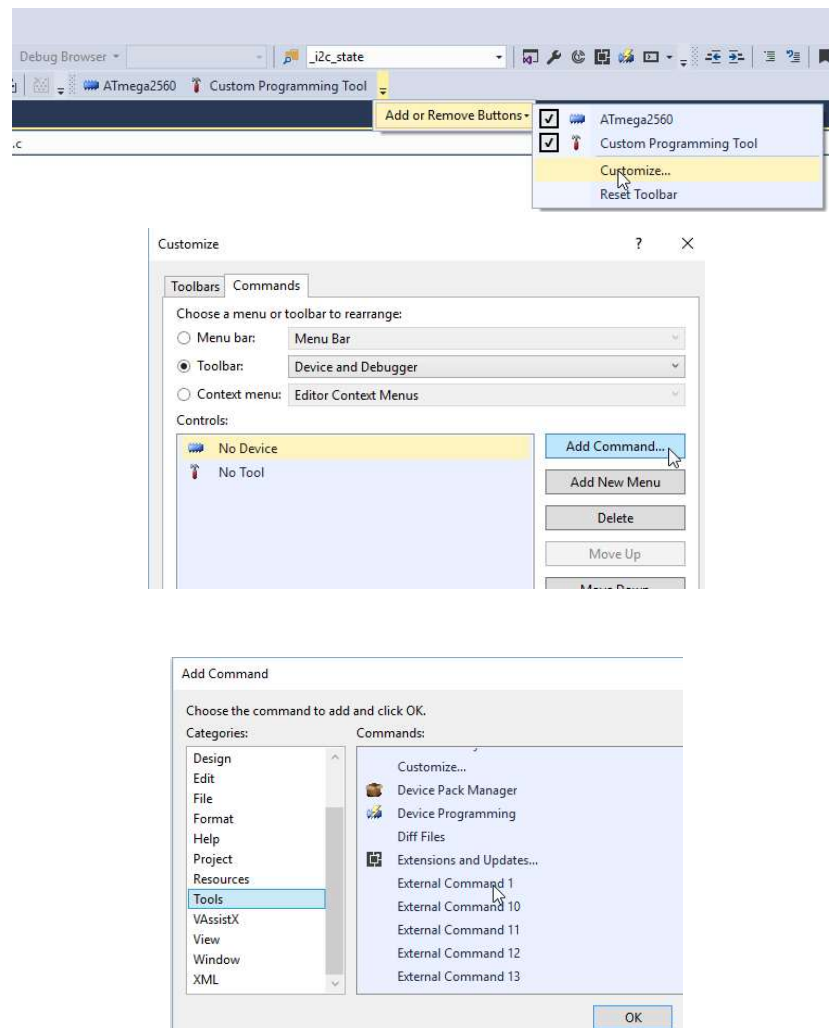 Debug Browser
_i2c_state
ATmega2560 Custom Programming Tool
Add or Remove Buttons
ATmega2560
.c
Custom Programming Tool
Customize...
Reset Toolbar
Customize ? X
Toolbars Commands
Choose a menu or toolbar to rearrange:
Menu bar: Menu Bar
Toolbar: Device and Debugger
Context menu: Editor Context Menus
Controls:
No Device
Add Command...
No Tool
Add New Menu
Delete
Move Up
Move Down
Add Command
Choose the command to add and click OK.
Categories: Commands:
Design
Edit
File
Format
Help
Project
Resources
Tools
VAssistX
View
Window
XML
Customize...
Device Pack Manager
Device Programming
Diff Files
Extensions and Updates...
External Command 1
External Command 10
External Command 11
External Command 12
External Command 13
OK